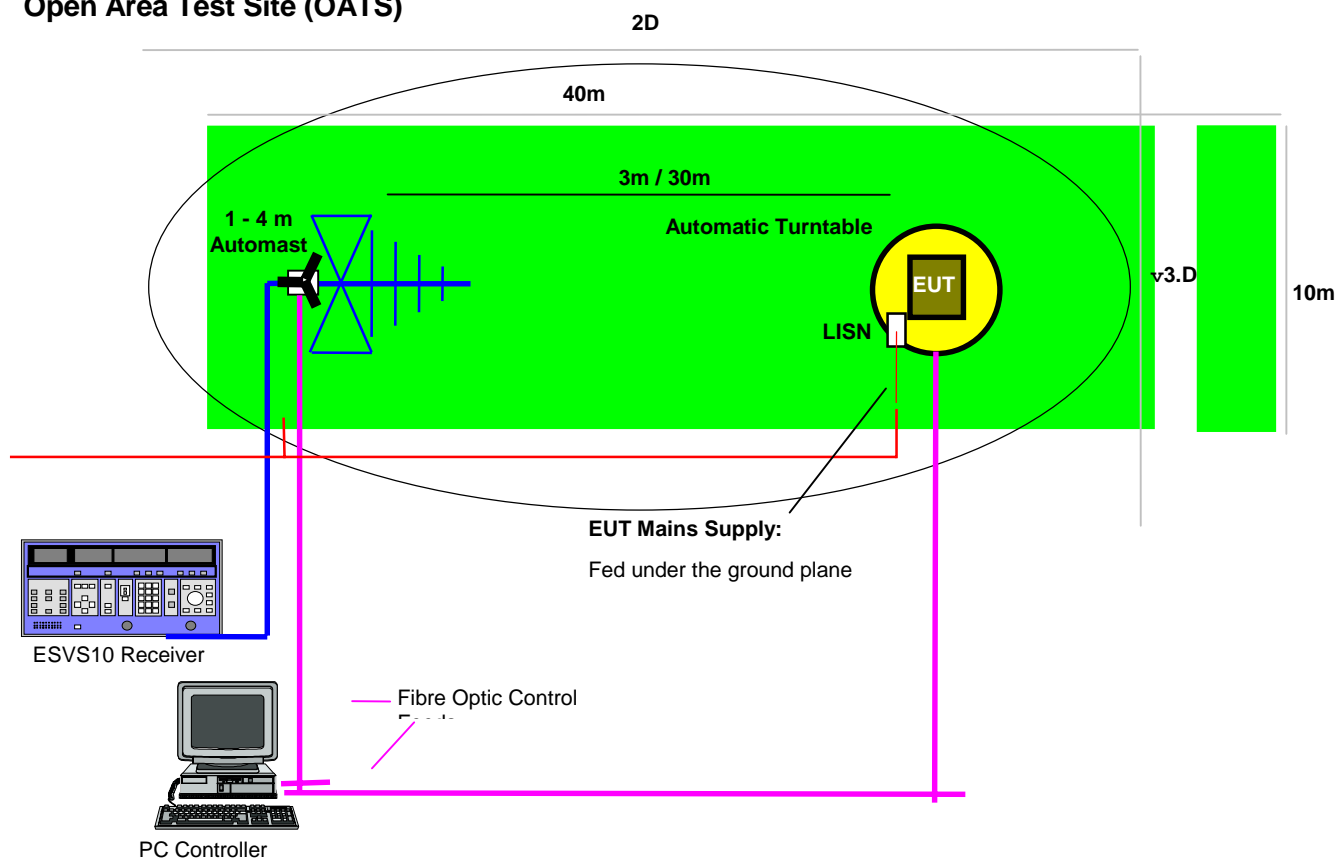 Open Area Test Site (OATS)
2D
40m
3m / 30m
1 - 4 m
Automast
Automatic Turntable
EUT
v3.D
10m
LISN
EUT Mains Supply:
Fed under the ground plane
ESVS10 Receiver
Fibre Optic Control
PC Controller